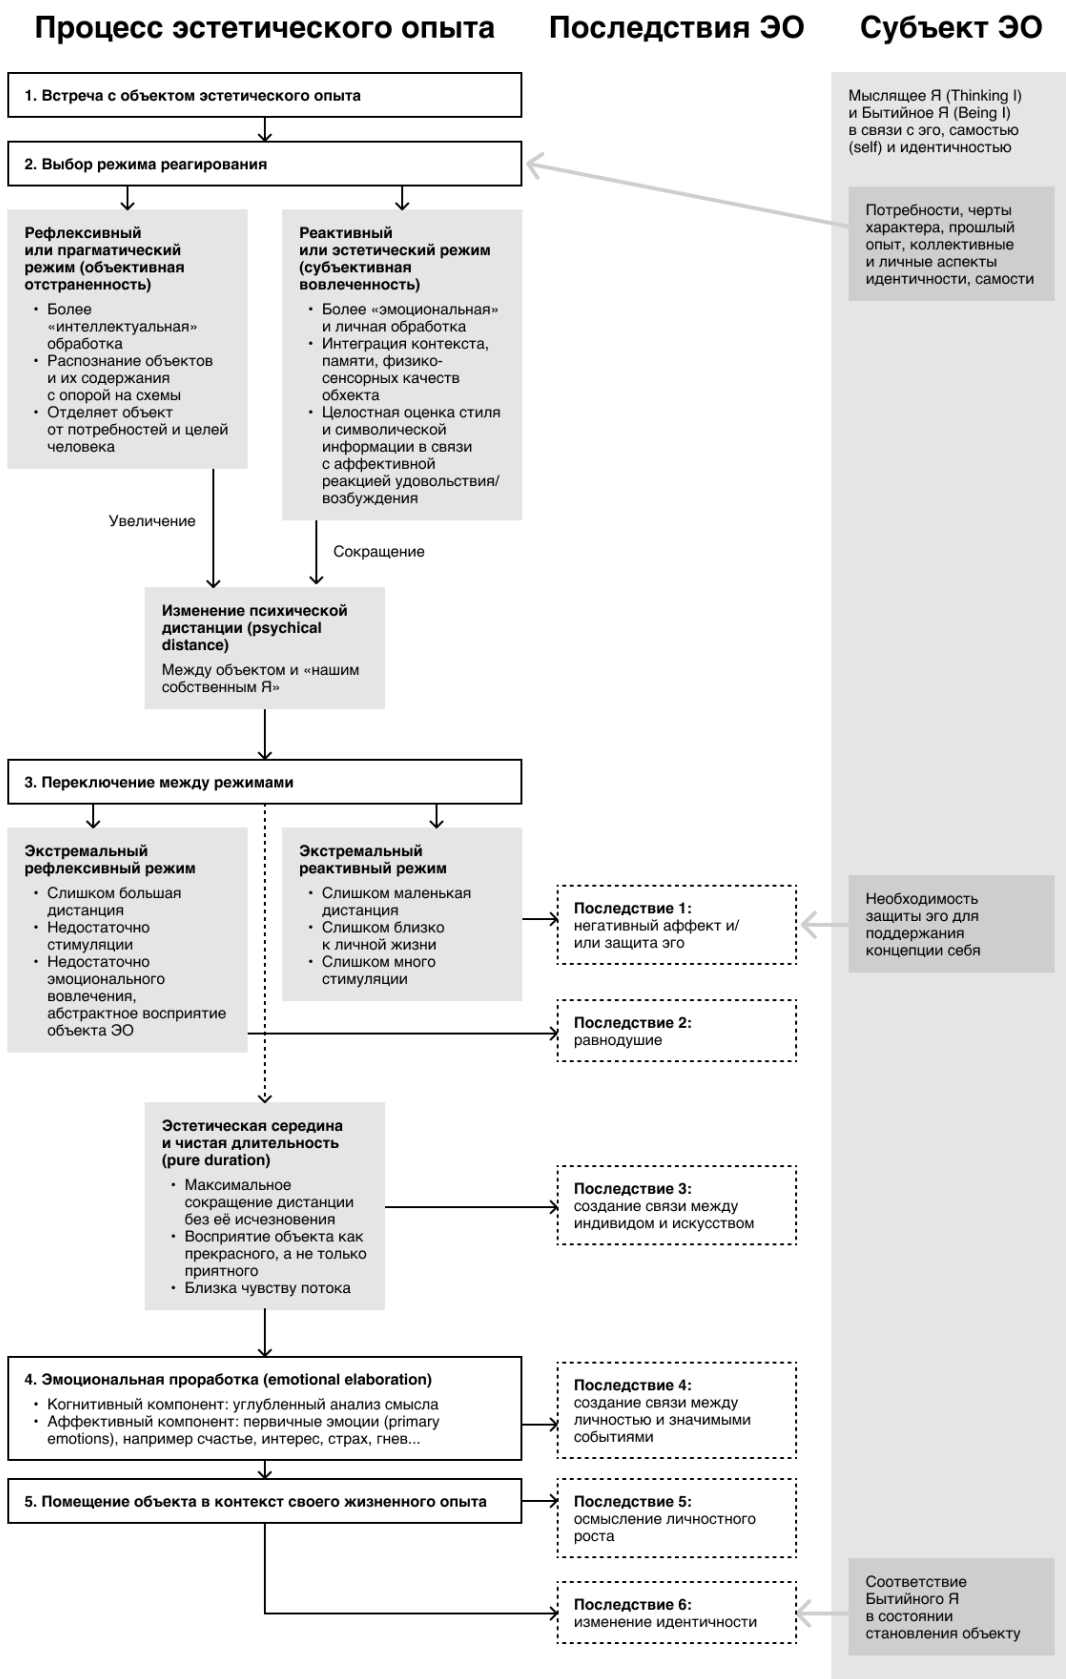 Процесс эстетического опыта
Последствия ЭО
Субъект ЭО
1. Встреча с объектом эстетического опыта
Мыслящее Я (Thinking I)
и Бытийное Я (Being I)
в связи с эго, самостью
(self) и идентичностью
2. Выбор режима реагирования
Потребности, черты
характера, прошлый
опыт, коллективные
и личные аспекты
идентичности, самости
Рефлексивный
или прагматический
режим (объективная
отстраненность)
• Более
«интеллектуальная»
обработка
• Распознание объектов
и их содержания
с опорой на схемы
• Отделяет объект
от потребностей и целей
человека
Реактивный
или эстетический режим
(субъективная
вовлеченность)
• Более «эмоциональная»
и личная обработка
• Интеграция контекста,
памяти, физико-
сенсорных качеств
обхекта
• Целостная оценка стиля
и символической
информации в связи
с аффективной
реакцией удовольствия/
возбуждения
Увеличение
Сокращение
Изменение психической
дистанции (psychical
distance)
Между объектом и «нашим
собственным Я»
3. Переключение между режимами
Экстремальный
рефлексивный режим
• Слишком большая
дистанция
• Недостаточно
стимуляции
• Недостаточно
эмоционального
вовлечения,
абстрактное восприятие
объекта ЭО
Экстремальный
реактивный режим
• Слишком маленькая
дистанция
• Слишком близко
к личной жизни
• Слишком много
стимуляции
Последствие 1:
негативный аффект и/
или защита эго
Необходимость
защиты эго для
поддержания
концепции себя
Последствие 2:
равнодушие
Эстетическая середина
и чистая длительность
(pure duration)
• Максимальное
сокращение дистанции
без её исчезновения
• Восприятие объекта как
прекрасного, а не только
приятного
• Близка чувству потока
Последствие 3:
создание связи между
индивидом и искусством
4. Эмоциональная проработка (emotional elaboration)
• Когнитивный компонент: углубленный анализ смысла
• Аффективный компонент: первичные эмоции (primary
emotions), например счастье, интерес, страх, гнев...
Последствие 4:
создание связи между
личностью и значимыми
событиями
5. Помещение объекта в контекст своего жизненного опыта
Последствие 5:
осмысление личностного
роста
Последствие 6:
изменение идентичности
Соответствие
Бытийного Я
в состоянии
становления объекту